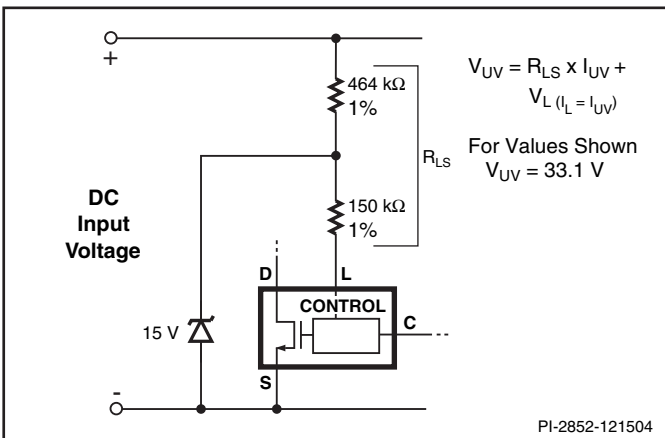 +
464 kΩ
1%
R_LS
150 kΩ
1%
V_UV = R_LS x I_UV +
V_L (I_L = I_UV)
For Values Shown
V_UV = 33.1 V
DC
Input
Voltage
D
L
CONTROL
C
15 V
S
-
PI-2852-121504